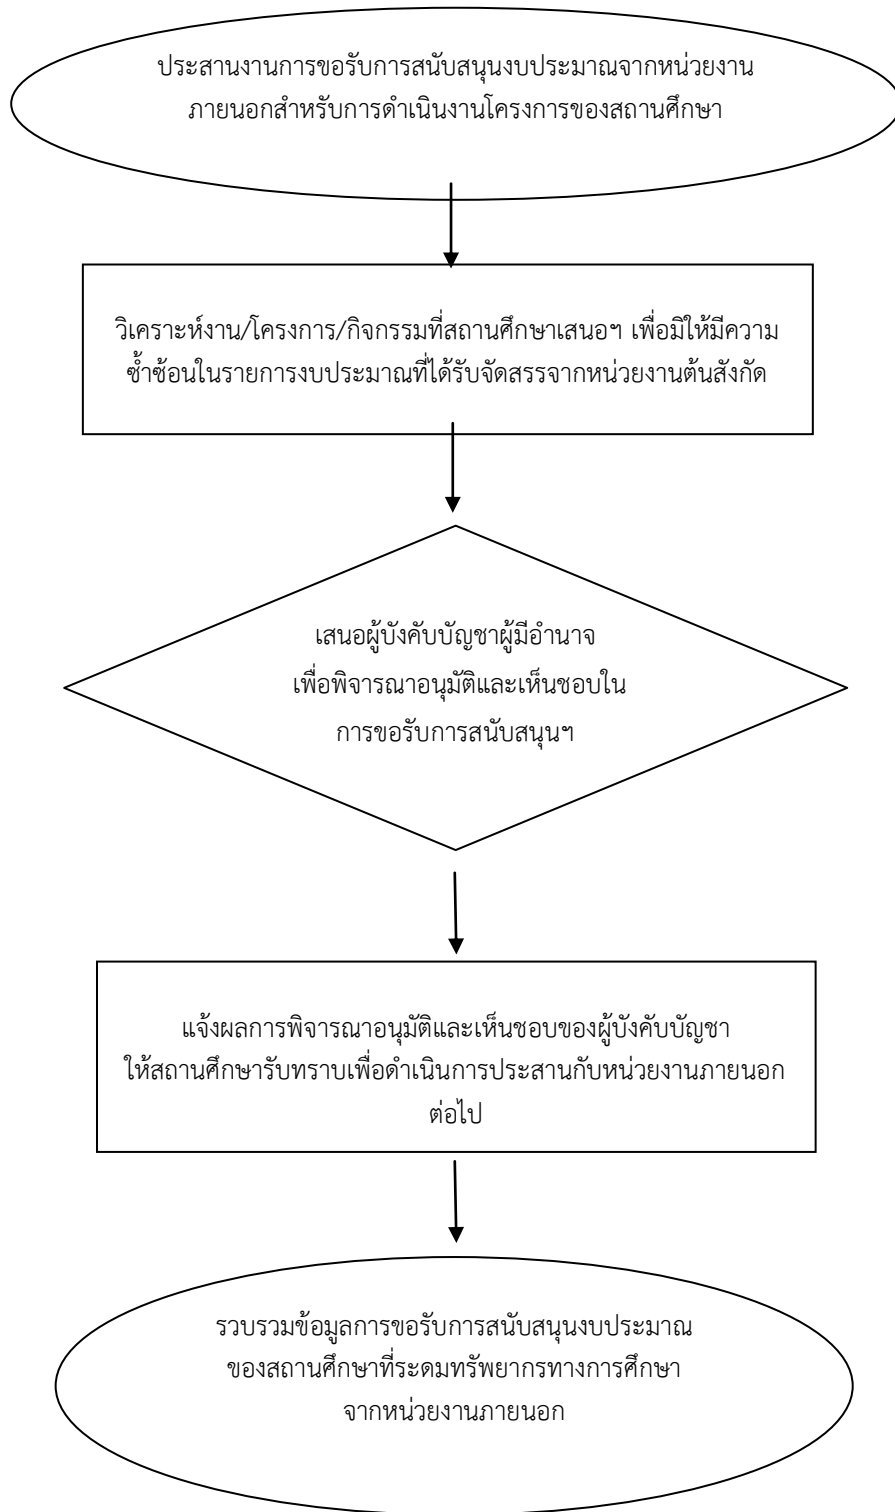 ประสานงานการขอรับการสนับสนุนงบประมาณจากหน่วยงาน
ภายนอกสำหรับการดำเนินงานโครงการของสถานศึกษา
วิเคราะห์งาน/โครงการ/กิจกรรมที่สถานศึกษาเสนอฯ เพื่อมิให้มีความ
ซ้ำซ้อนในรายการงบประมาณที่ได้รับจัดสรรจากหน่วยงานต้นสังกัด
เสนอผู้บังคับบัญชาผู้มีอำนาจ
เพื่อพิจารณาอนุมัติและเห็นชอบใน
การขอรับการสนับสนุนฯ
แจ้งผลการพิจารณาอนุมัติและเห็นชอบของผู้บังคับบัญชา
ให้สถานศึกษารับทราบเพื่อดำเนินการประสานกับหน่วยงานภายนอก
ต่อไป
รวบรวมข้อมูลการขอรับการสนับสนุนงบประมาณ
ของสถานศึกษาที่ระดมทรัพยากรทางการศึกษา
จากหน่วยงานภายนอก